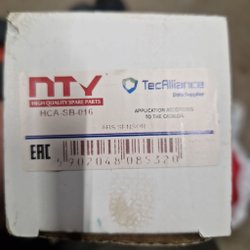 NTY
HIGH QUALITY SPARE PARTS
HCA-SB-016
TecAlliance
Data Supplier
APPLICATION ACCORDING
TO THE CATALOG
ABS SENSOR
EAC
5902048085320